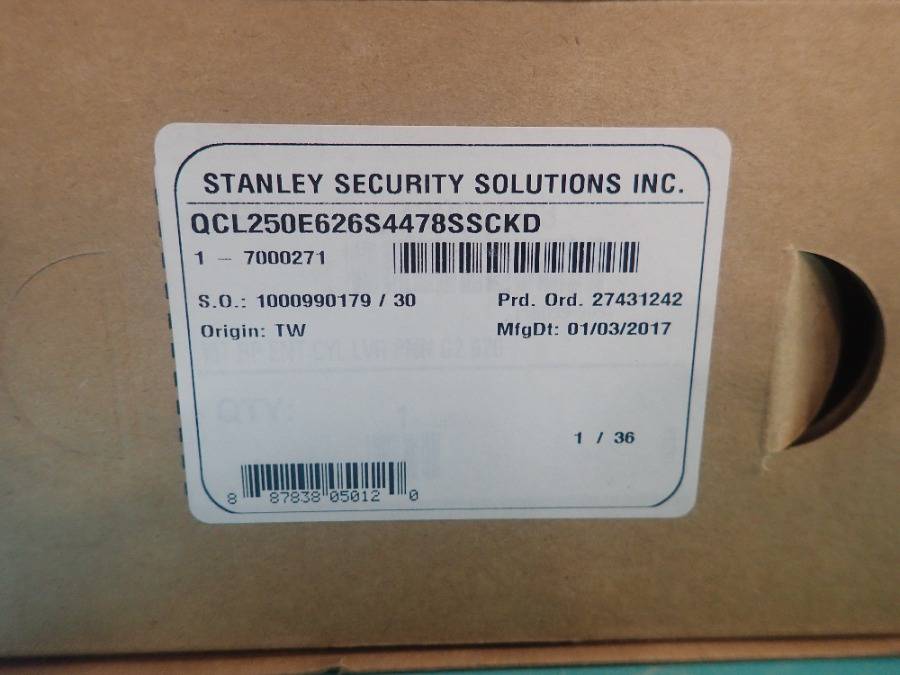 STANLEY SECURITY SOLUTIONS INC.
QCL250E626S4478SSCKD
1 – 7000271
S.O.: 1000990179 / 30 Prd. Ord. 27431242
Origin: TW MfgDt: 01/03/2017
QTY:
1 / 36
8 87838 05012 0